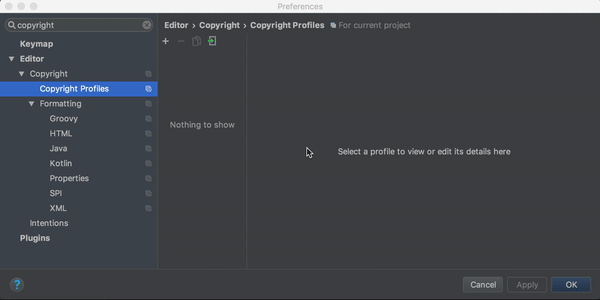 Preferences
copyright
Editor › Copyright › Copyright Profiles For current project
Keymap
Editor
Copyright
Copyright Profiles
Formatting
Groovy
HTML
Java
Kotlin
Properties
SPI
XML
Intentions
Plugins
Nothing to show
Select a profile to view or edit its details here
?
Cancel
Apply
OK